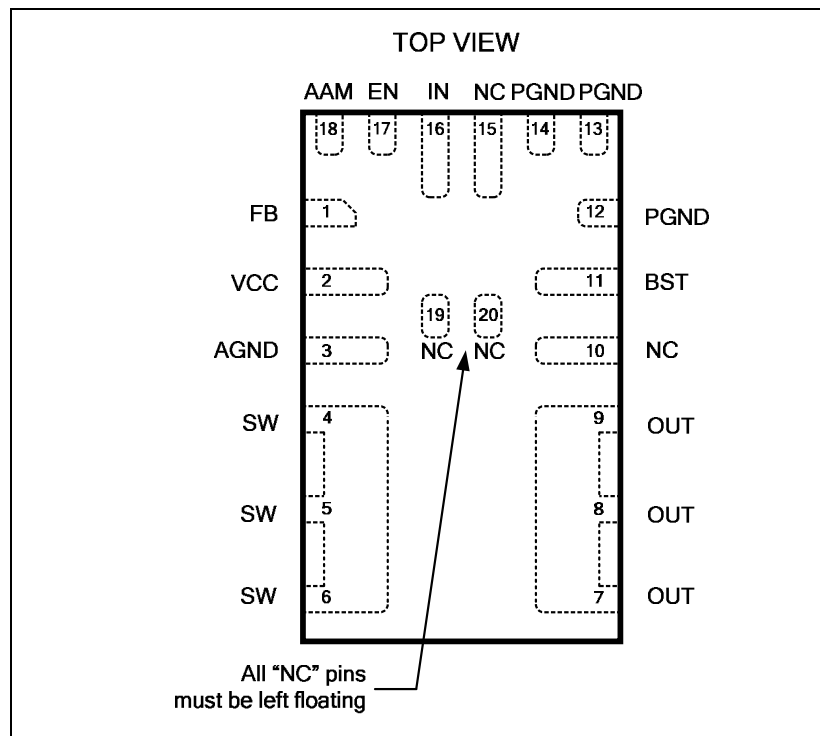 TOP VIEW
AAM EN IN NC PGND PGND
18 17 16 15 14 13
FB 1 12 PGND
VCC 2 11 BST
19 20
AGND 3 NC NC 10 NC
SW 4 9 OUT
SW 5 8 OUT
SW 6 7 OUT
All “NC” pins
must be left floating